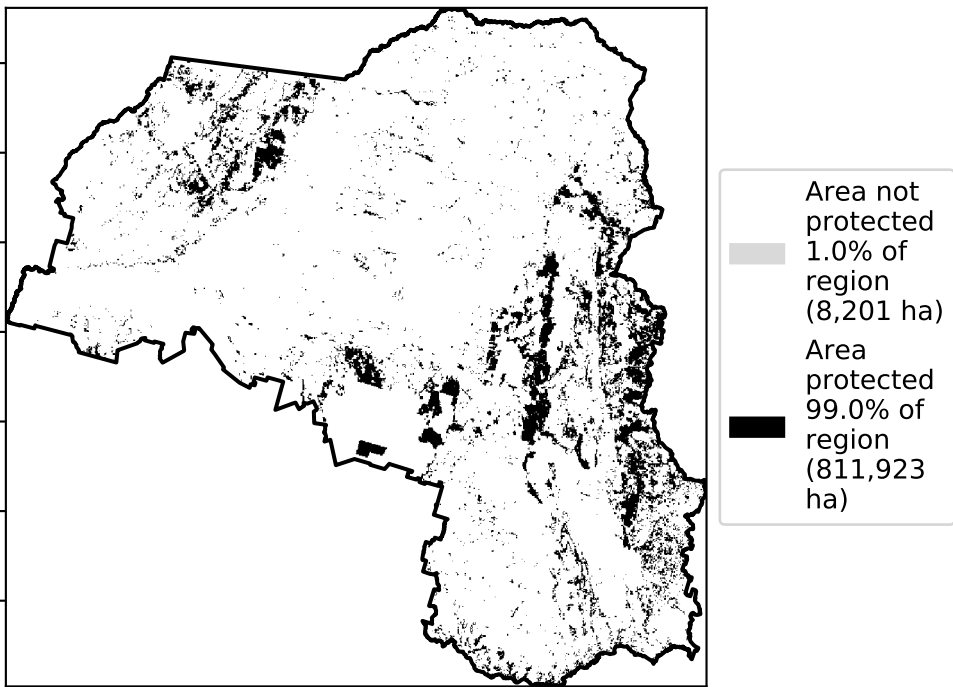 Area not
protected
1.0% of
region
(8,201 ha)
Area
protected
99.0% of
region
(811,923
ha)